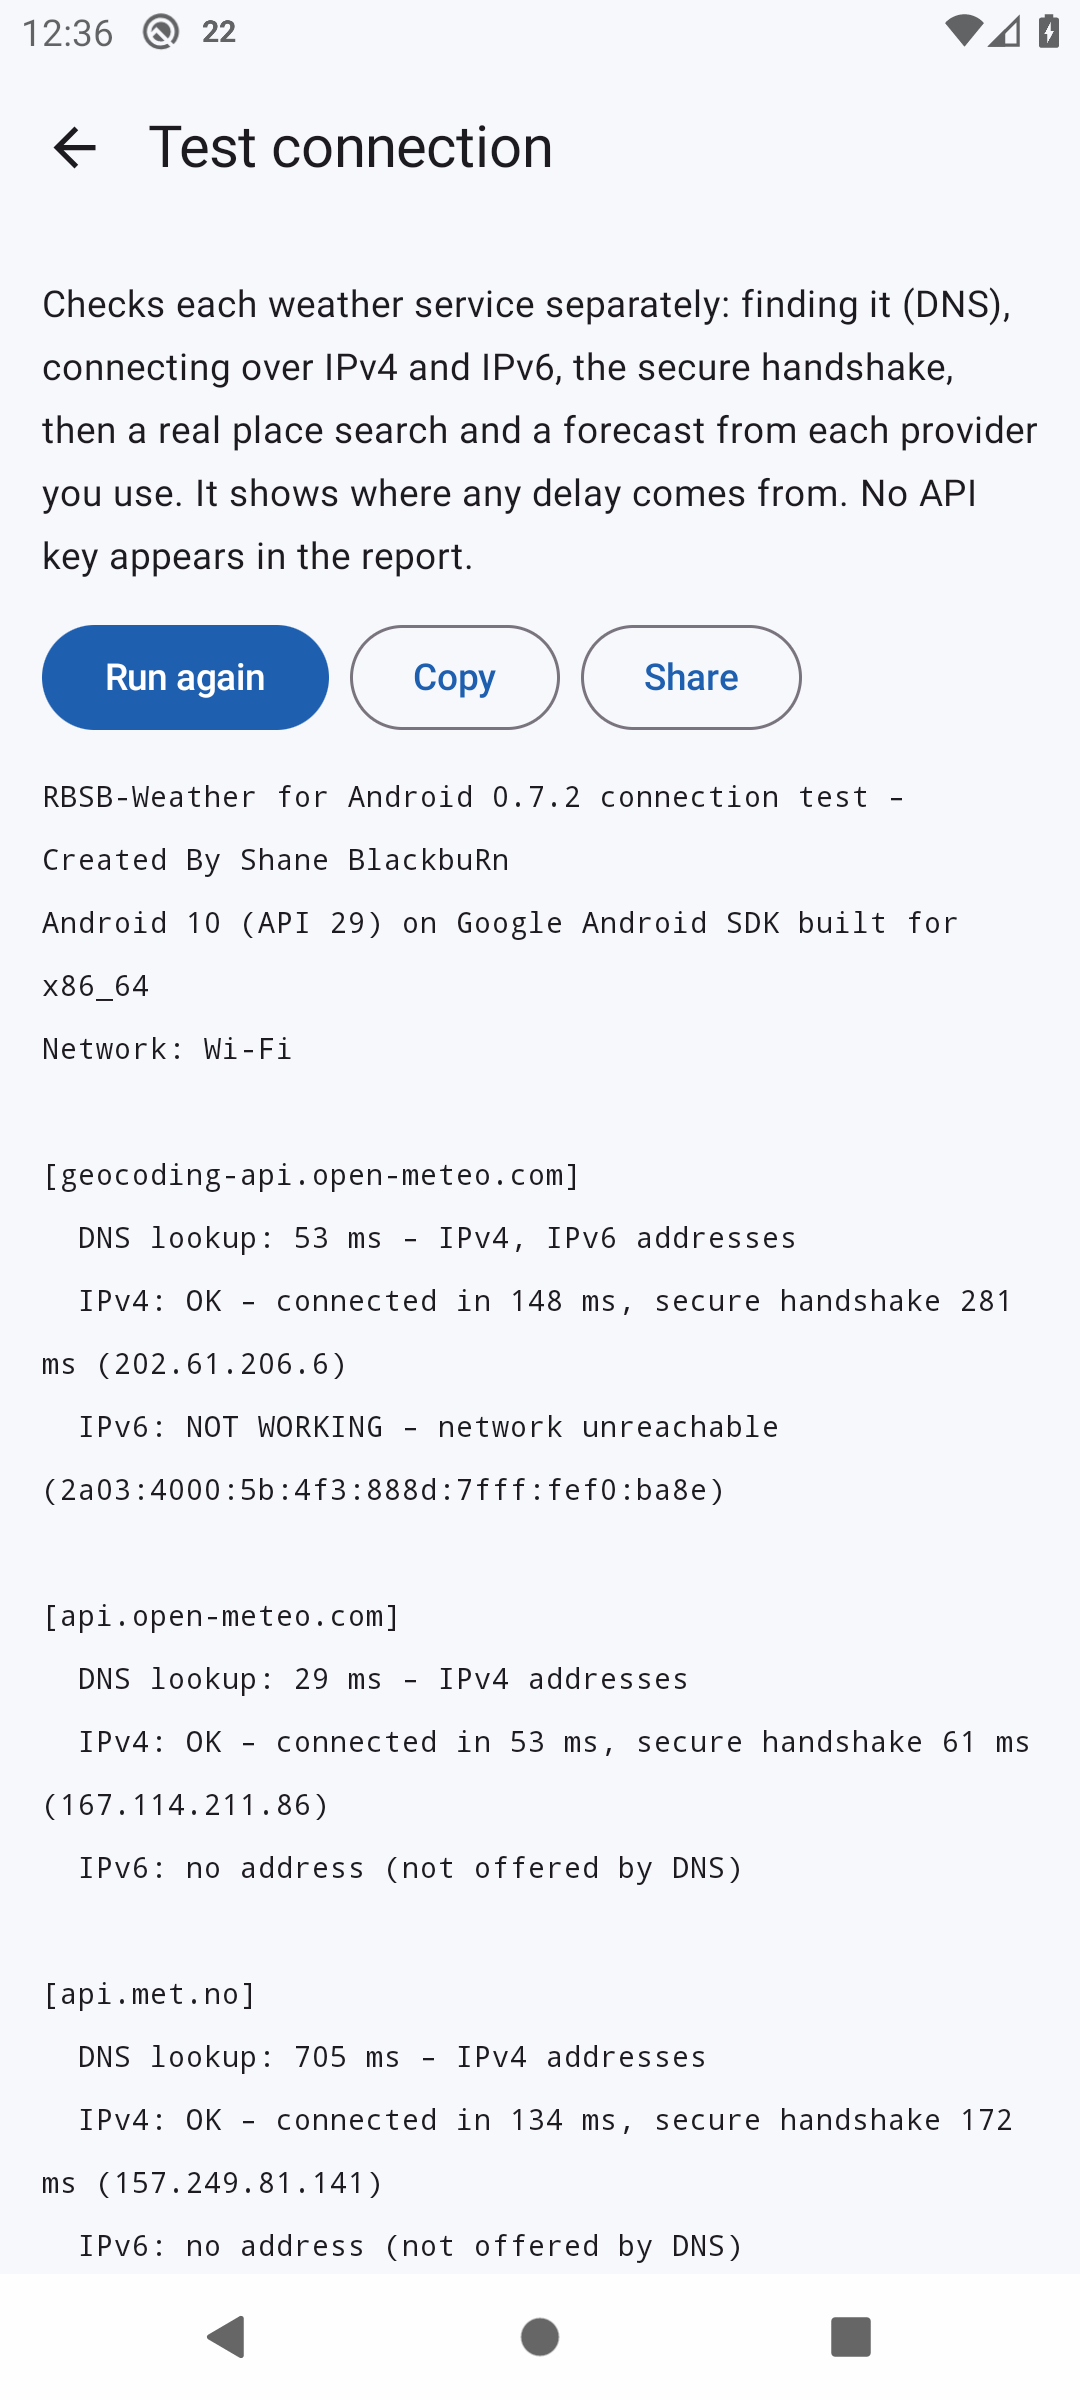 12:36 22
Test connection
Checks each weather service separately: finding it (DNS),
connecting over IPv4 and IPv6, the secure handshake,
then a real place search and a forecast from each provider
you use. It shows where any delay comes from. No API
key appears in the report.
Run again Copy Share
RBSB-Weather for Android 0.7.2 connection test –
Created By Shane BlackbuRn
Android 10 (API 29) on Google Android SDK built for
x86_64
Network: Wi-Fi
[geocoding-api.open-meteo.com]
DNS lookup: 53 ms – IPv4, IPv6 addresses
IPv4: OK – connected in 148 ms, secure handshake 281
ms (202.61.206.6)
IPv6: NOT WORKING – network unreachable
(2a03:4000:5b:4f3:888d:7fff:fef0:ba8e)
[api.open-meteo.com]
DNS lookup: 29 ms – IPv4 addresses
IPv4: OK – connected in 53 ms, secure handshake 61 ms
(167.114.211.86)
IPv6: no address (not offered by DNS)
[api.met.no]
DNS lookup: 705 ms – IPv4 addresses
IPv4: OK – connected in 134 ms, secure handshake 172
ms (157.249.81.141)
IPv6: no address (not offered by DNS)